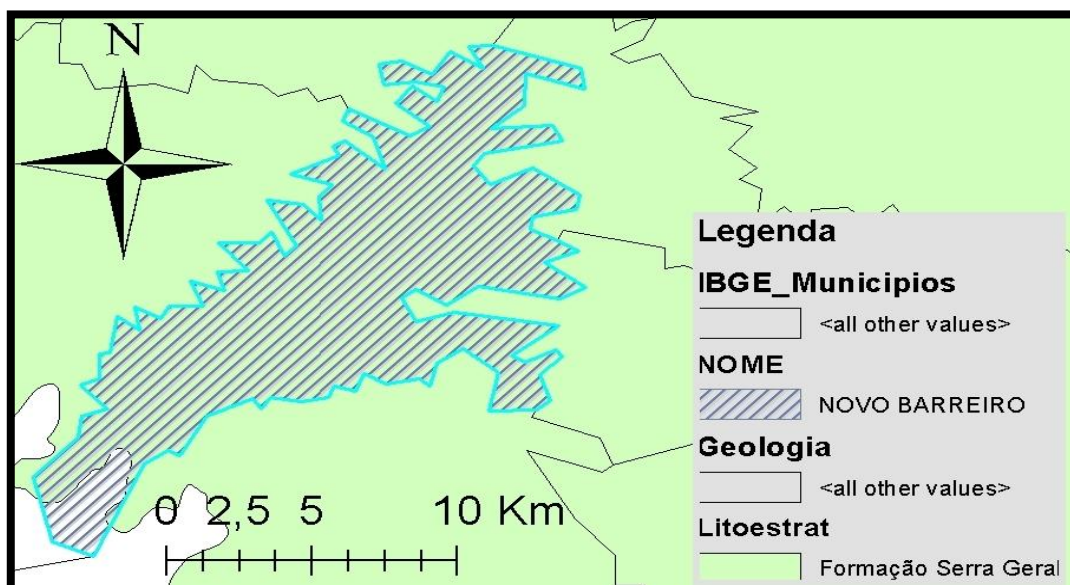 N
Legenda
IBGE_Municipios
<all other values>
NOME
NOVO BARREIRO
Geologia
<all other values>
Litoestrat
Formação Serra Geral
0 2,5 5 10 Km